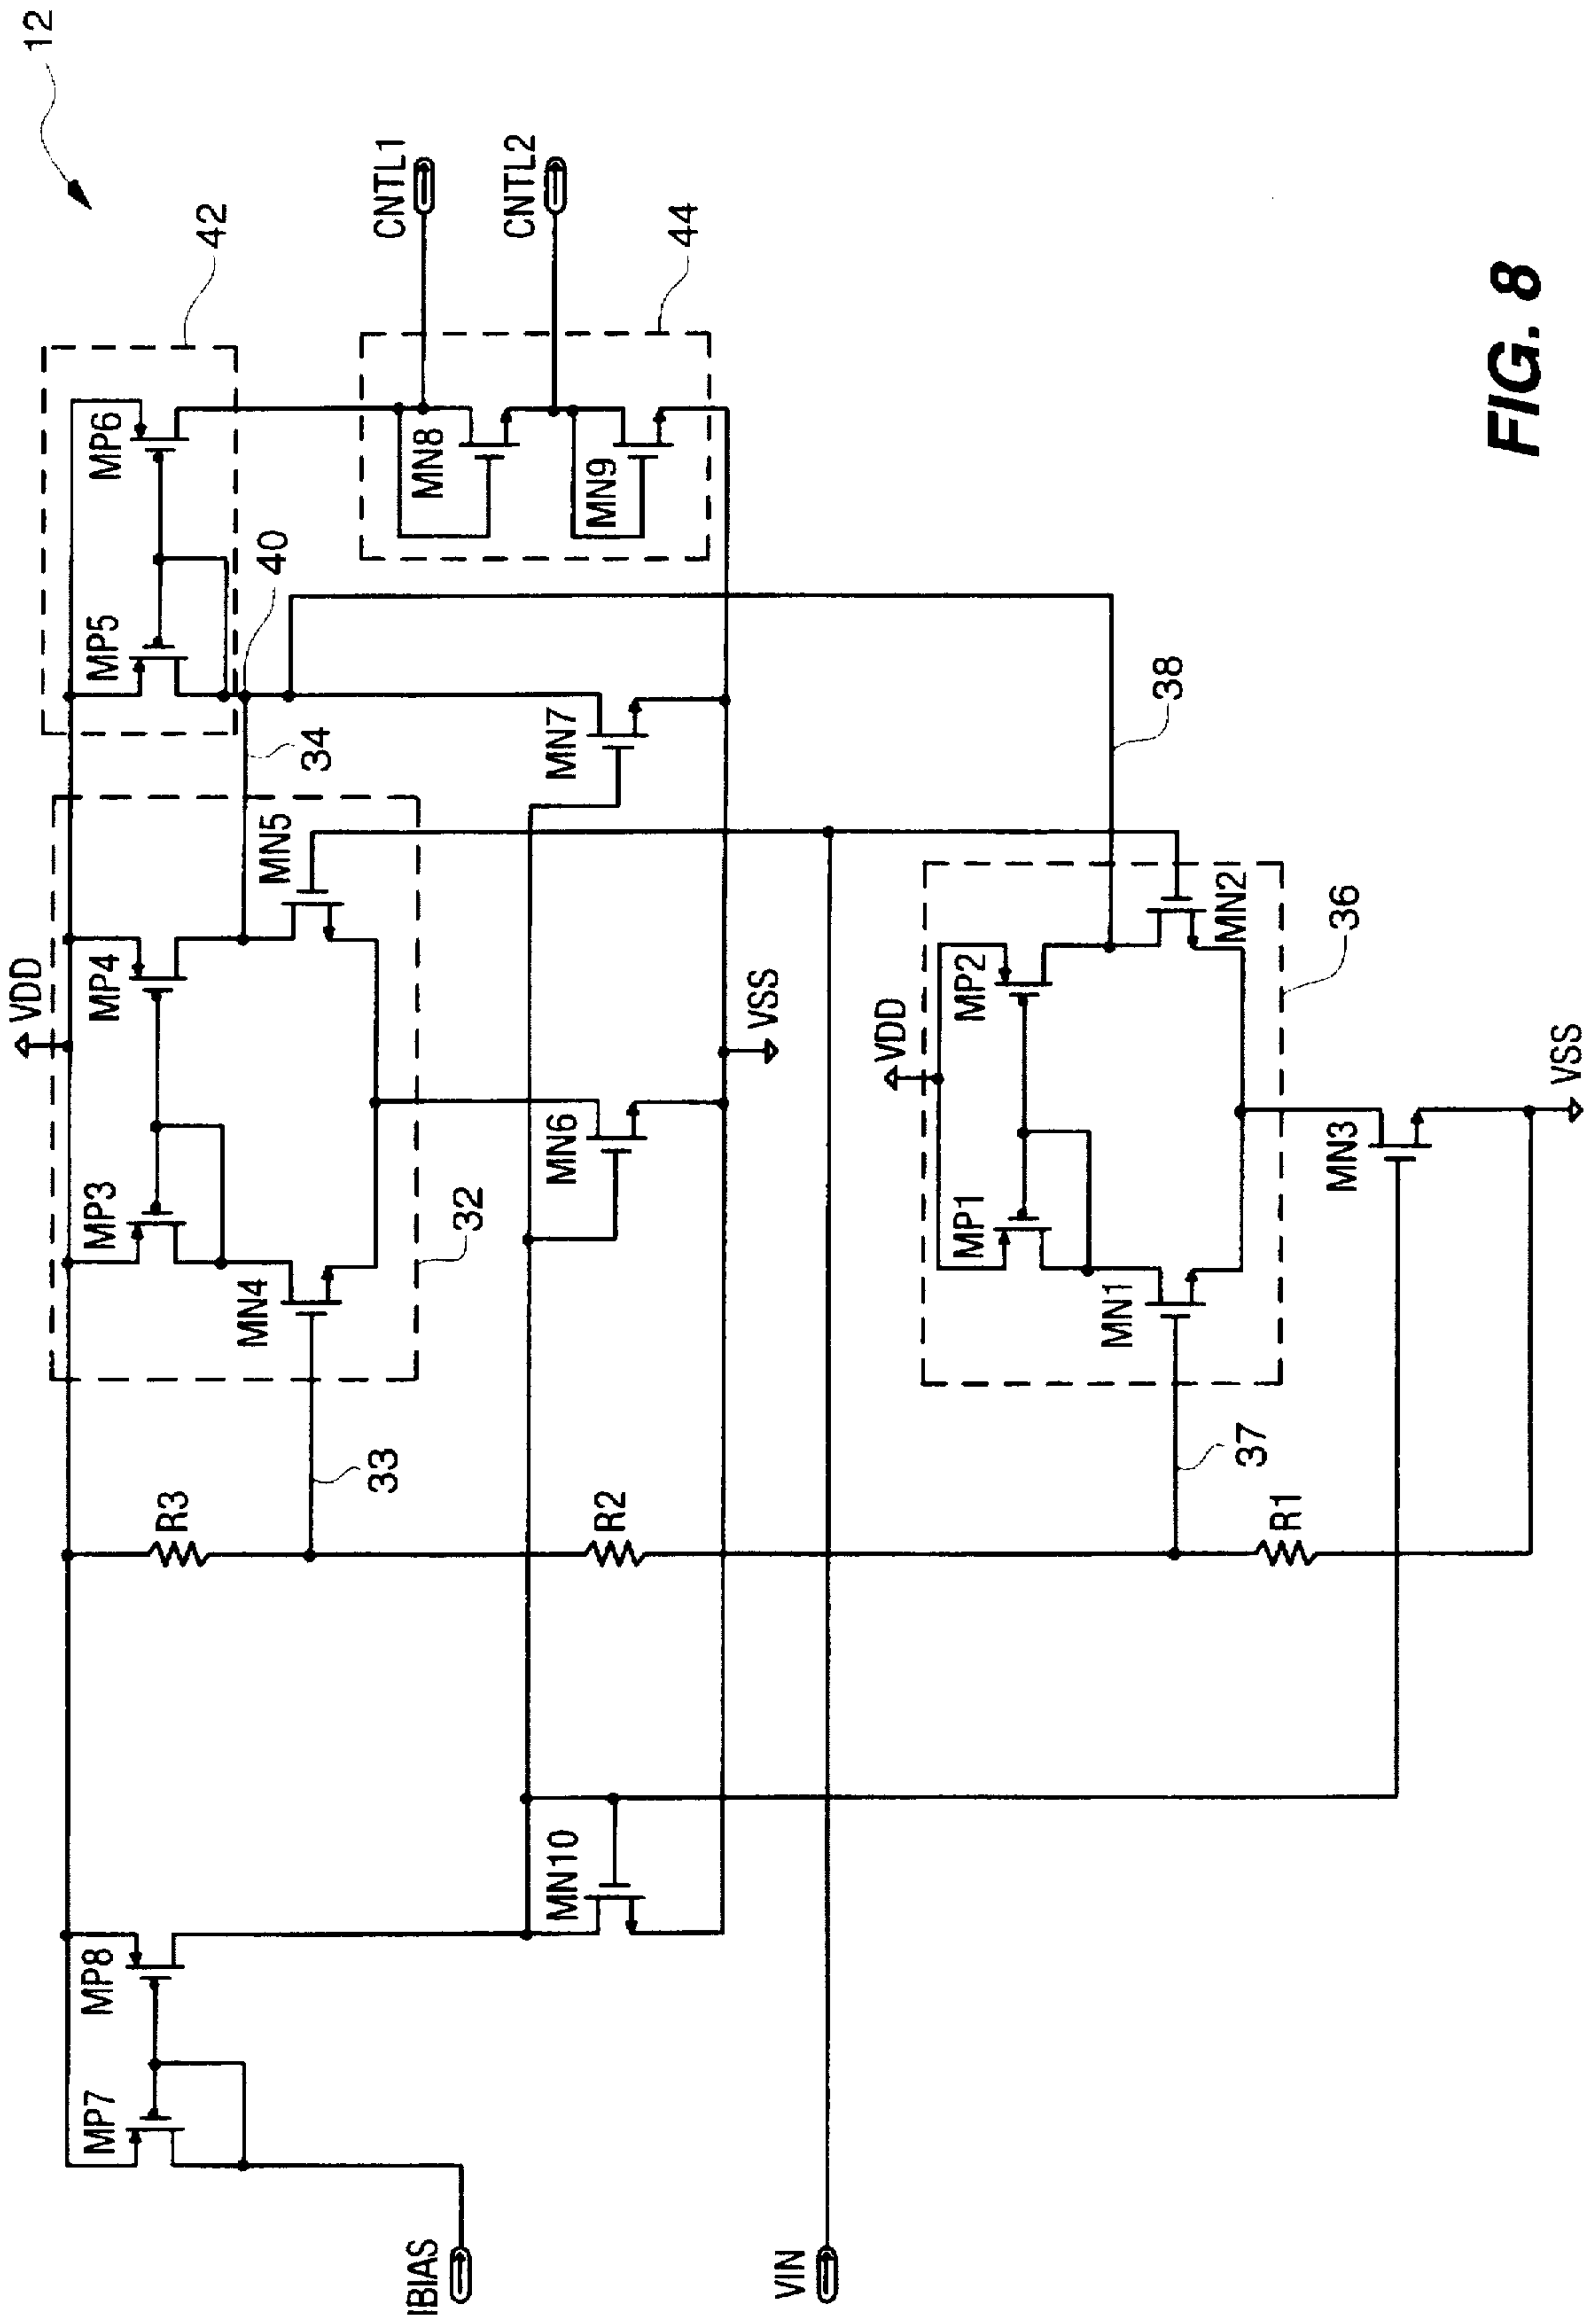 12
42
CNTL1
CNTL2
44
MP5
MP6
40
34
MN8
MN9
VDD
MP3
MP4
MN4
MN5
32
MN6
MN7
VSS
R3
33
R2
38
VDD
MP1
MP2
MN1
MN2
36
37
R1
MN3
VSS
MP7
MP8
MN10
IBIAS
VIN
FIG. 8